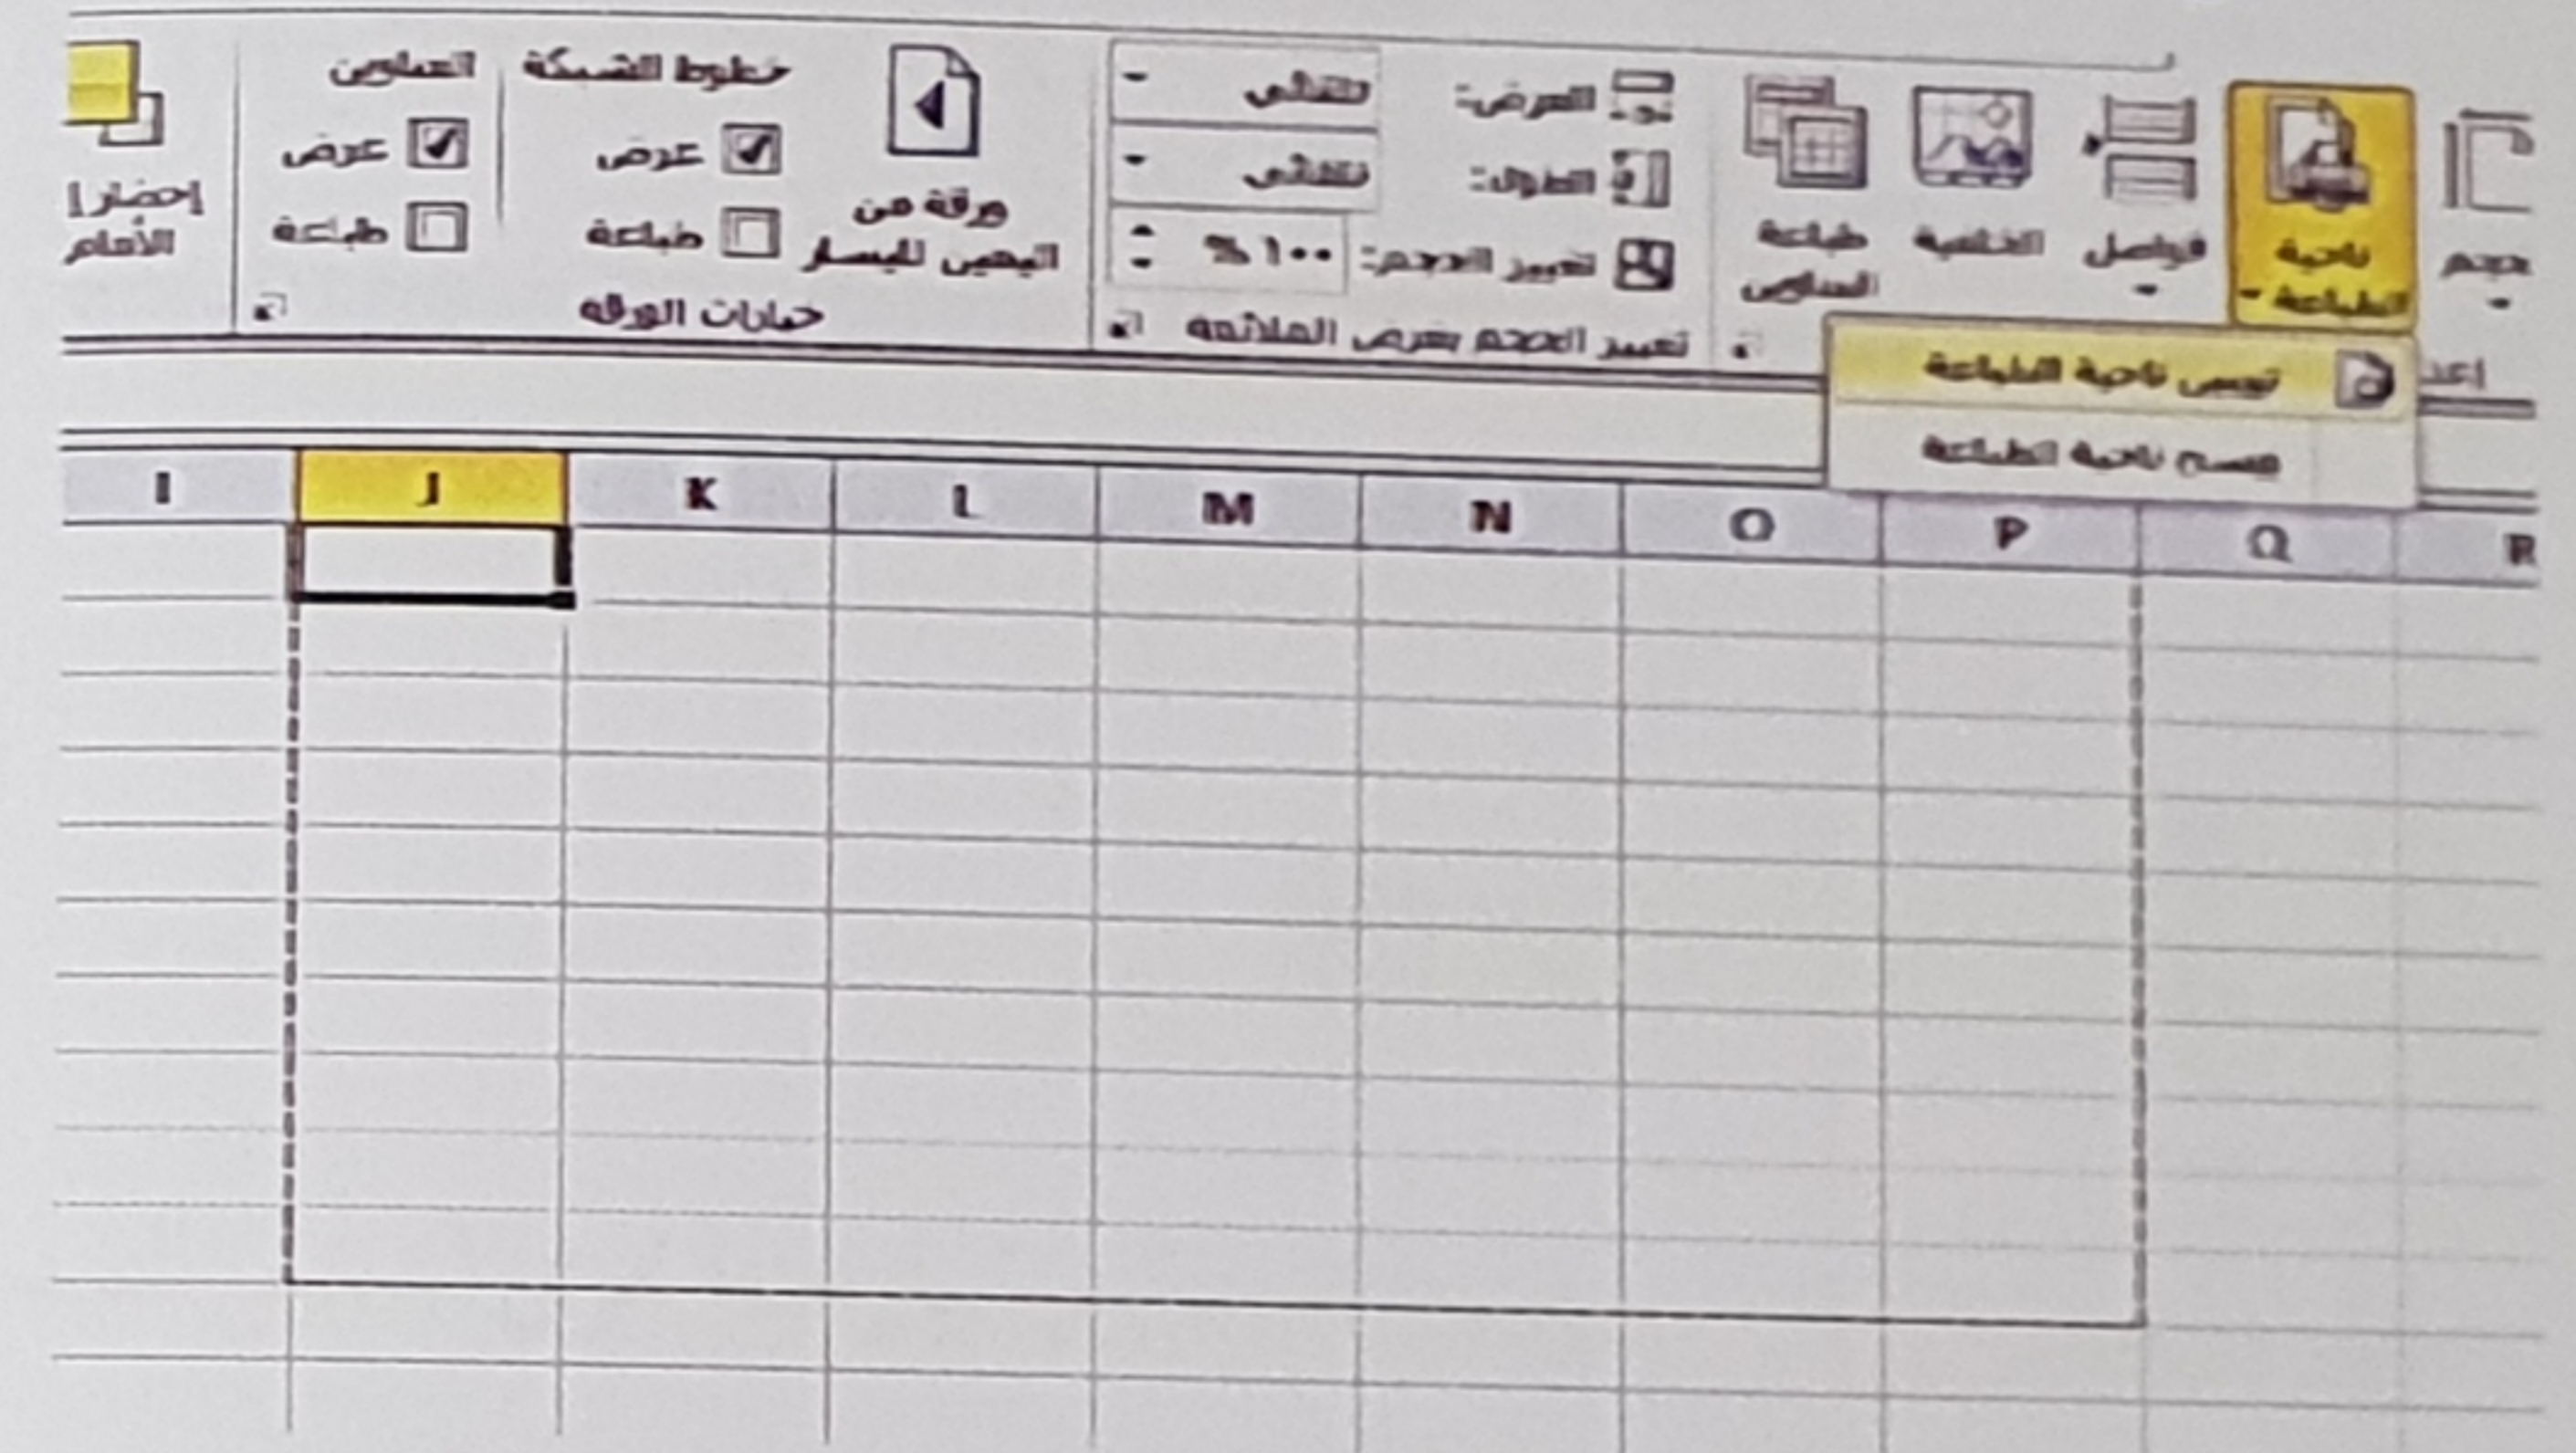 حجم
ناحية
الطباعة
فواصل
الخلفية
طباعة
العناوين
العرض: تلقائي
الطول: تلقائي
تغيير الحجم: ١٠٠%
ورقة من
اليمين لليسار
خطوط الشبكة
عرض
طباعة
العناوين
عرض
طباعة
إحضار إ
الأمام
إعد
تغيير الحجم بغرض الملائمة
خيارات الورقة
تعيين ناحية الطباعة
مسح ناحية الطباعة
I J K L M N O P Q R